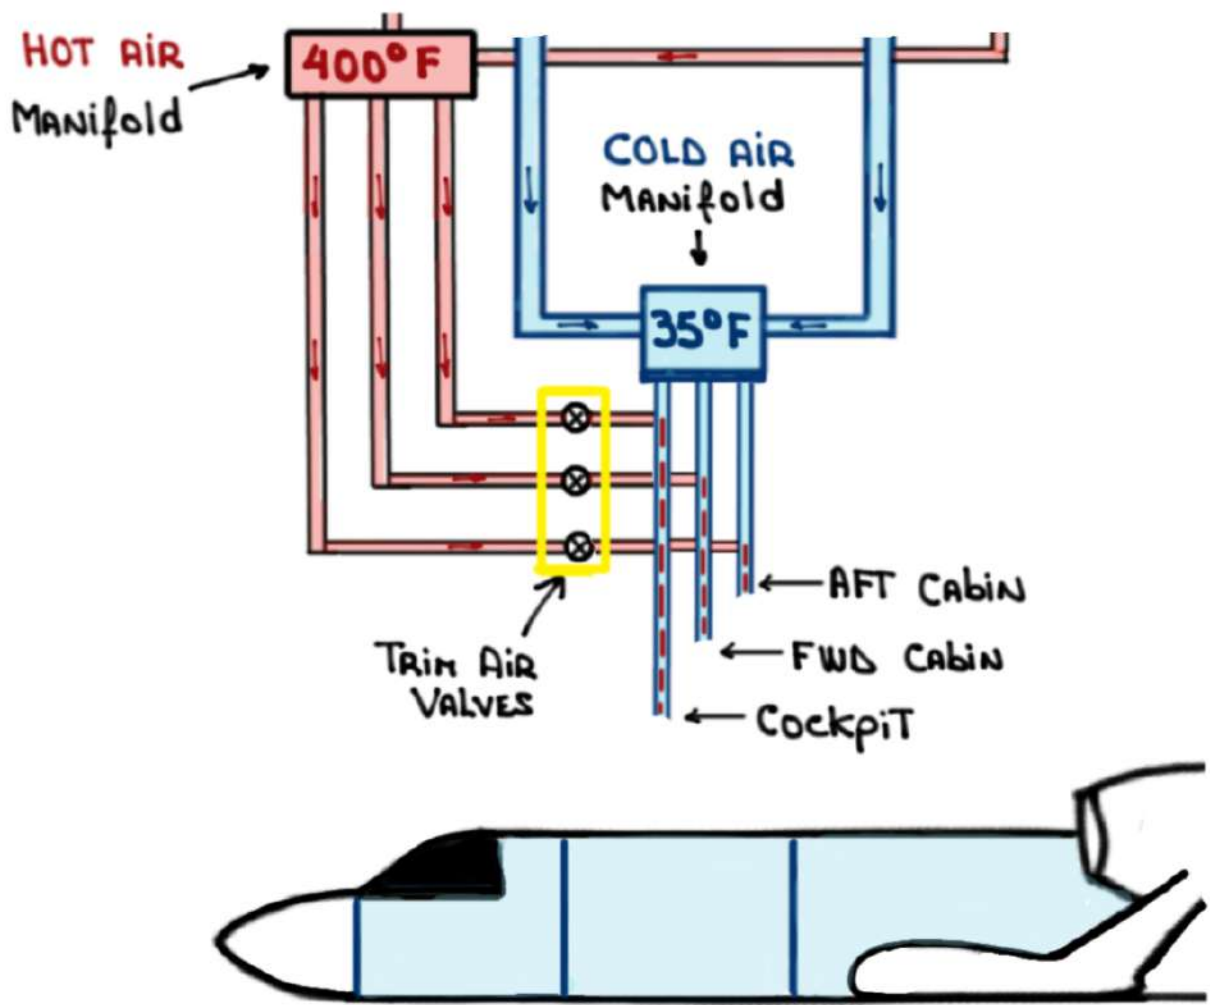 HOT AIR
MANifold
400°F
COLD AiR
MANifold
35°F
AFT CABiN
FWD CABiN
CockpiT
TRiM AiR
VALVES